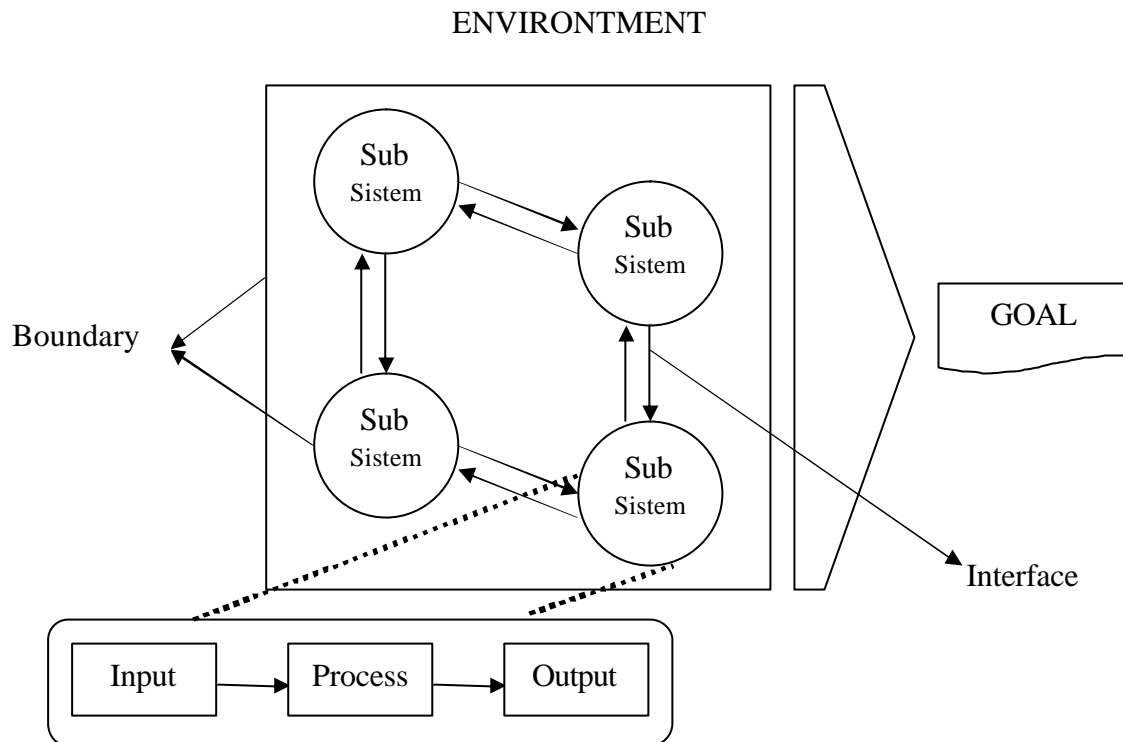 ENVIRONTMENT
Sub
Sistem
Sub
Sistem
Boundary
GOAL
Sub
Sistem
Sub
Sistem
Interface
Input
Process
Output